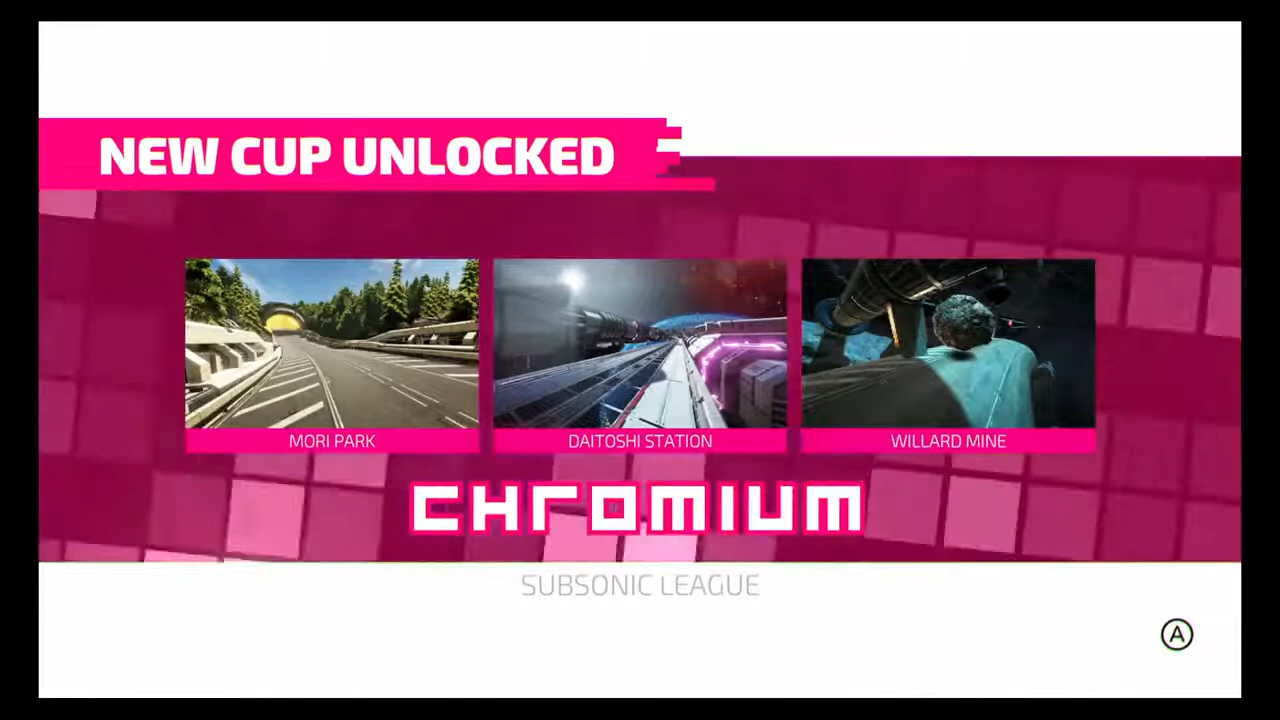 NEW CUP UNLOCKED
MORI PARK
DAITOSHI STATION
WILLARD MINE
CHROMIUM
SUBSONIC LEAGUE
A